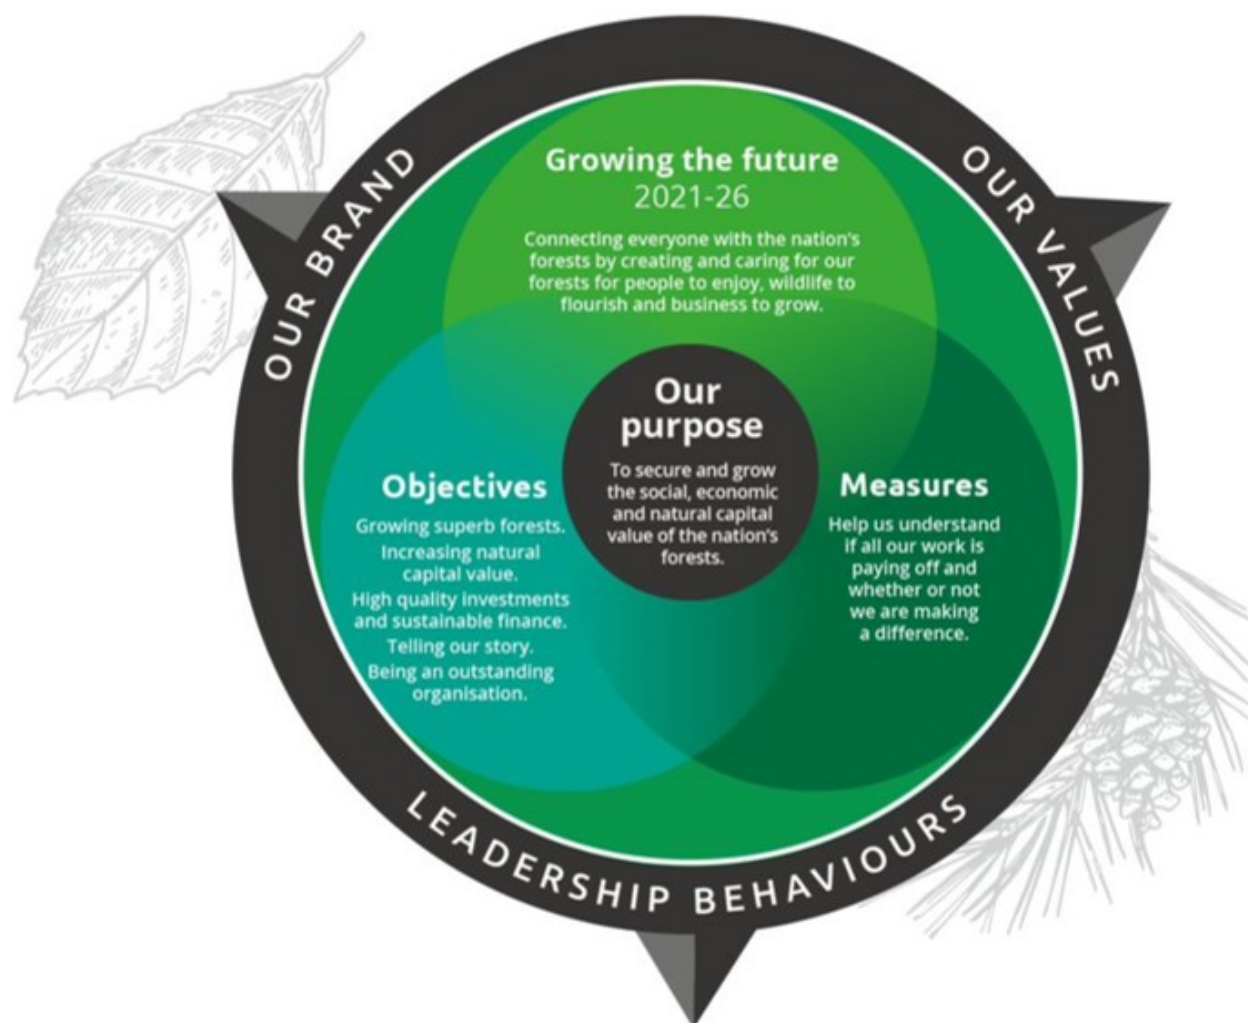 OUR BRAND
OUR VALUES
Growing the future
2021-26
Connecting everyone with the nation's
forests by creating and caring for our
forests for people to enjoy, wildlife to
flourish and business to grow.
Our
purpose
To secure and grow
the social, economic
and natural capital
value of the nation's
forests.
Objectives
Growing superb forests.
Increasing natural
capital value.
High quality investments
and sustainable finance.
Telling our story.
Being an outstanding
organisation.
Measures
Help us understand
if all our work is
paying off and
whether or not
we are making
a difference.
LEADERSHIP BEHAVIOURS